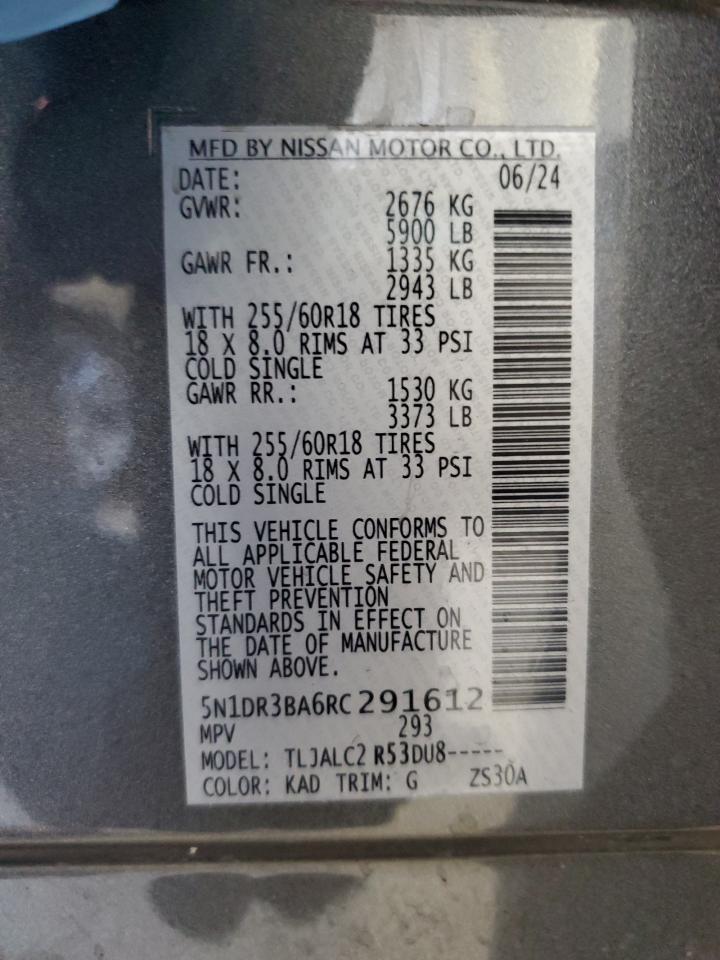 MFD BY NISSAN MOTOR CO., LTD.
DATE: 06/24
GVWR: 2676 KG
5900 LB
GAWR FR.: 1335 KG
2943 LB
WITH 255/60R18 TIRES
18 X 8.0 RIMS AT 33 PSI
COLD SINGLE
GAWR RR.: 1530 KG
3373 LB
WITH 255/60R18 TIRES
18 X 8.0 RIMS AT 33 PSI
COLD SINGLE
THIS VEHICLE CONFORMS TO
ALL APPLICABLE FEDERAL
MOTOR VEHICLE SAFETY AND
THEFT PREVENTION
STANDARDS IN EFFECT ON
THE DATE OF MANUFACTURE
SHOWN ABOVE.
5N1DR3BA6RC291612
MPV 293
MODEL: TLJALC2 R53DU8-----
COLOR: KAD TRIM: G ZS30A